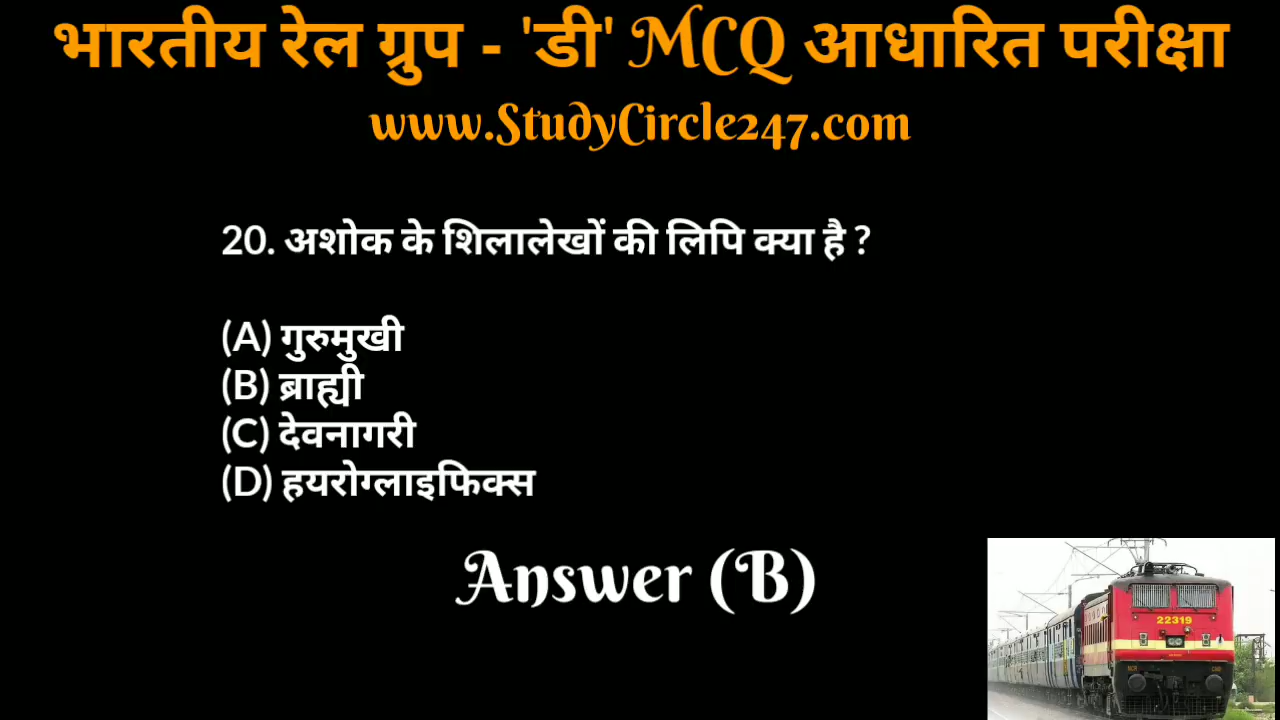 भारतीय रेल ग्रुप - 'डी' MCQ आधारित परीक्षा
www.StudyCircle247.com
20. अशोक के शिलालेखों की लिपि क्या है ?
(A) गुरुमुखी
(B) ब्राह्यी
(C) देवनागरी
(D) हयरोग्लाइफिक्स
Answer (B)
22319